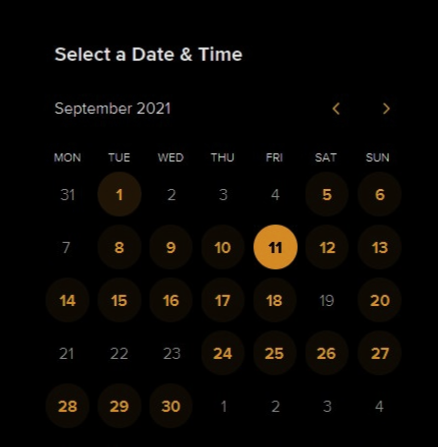 Select a Date & Time
September 2021
MON TUE WED THU FRI SAT SUN
31 1 2 3 4 5 6
7 8 9 10 11 12 13
14 15 16 17 18 19 20
21 22 23 24 25 26 27
28 29 30 1 2 3 4